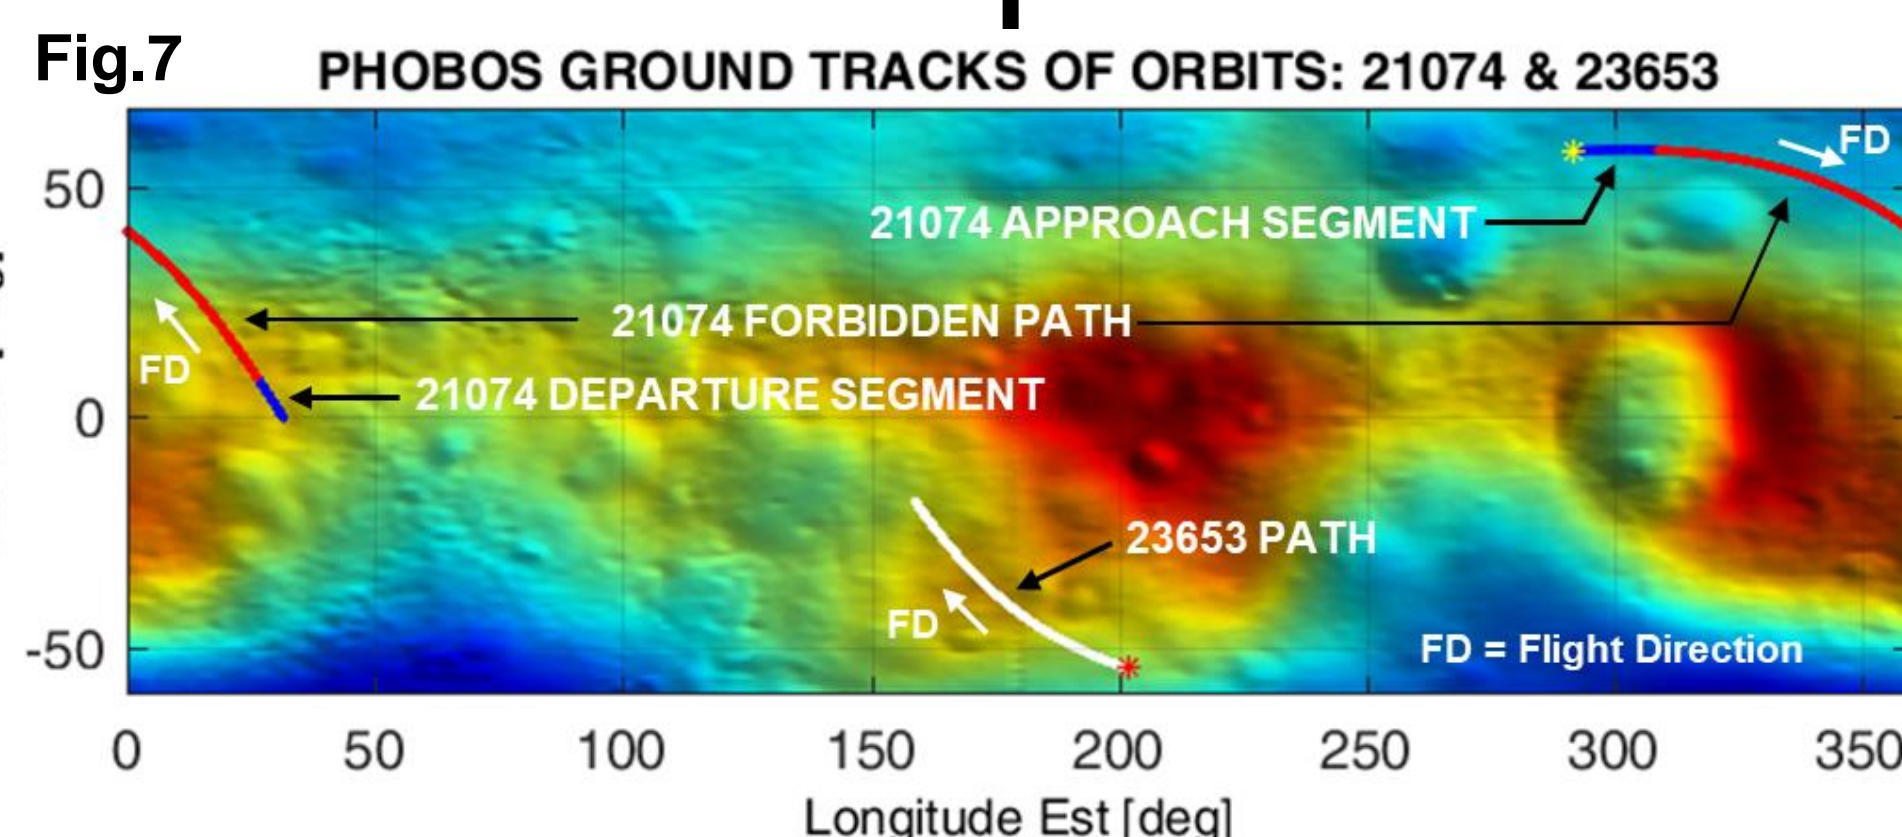 Fig.7
PHOBOS GROUND TRACKS OF ORBITS: 21074 & 23653
FD
50
21074 APPROACH SEGMENT
21074 FORBIDDEN PATH
FD
21074 DEPARTURE SEGMENT
0
23653 PATH
FD
-50
FD = Flight Direction
0 50 100 150 200 250 300 350
Longitude Est [deg]